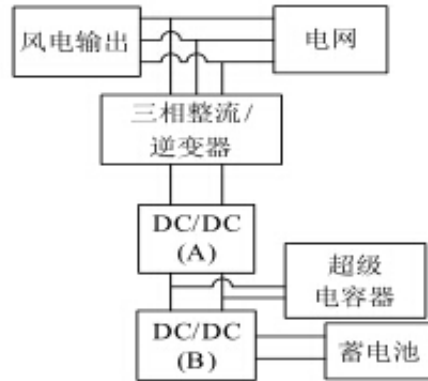 风电输出
电网
三相整流/
逆变器
DC/DC
(A)
超级
电容器
DC/DC
(B)
蓄电池